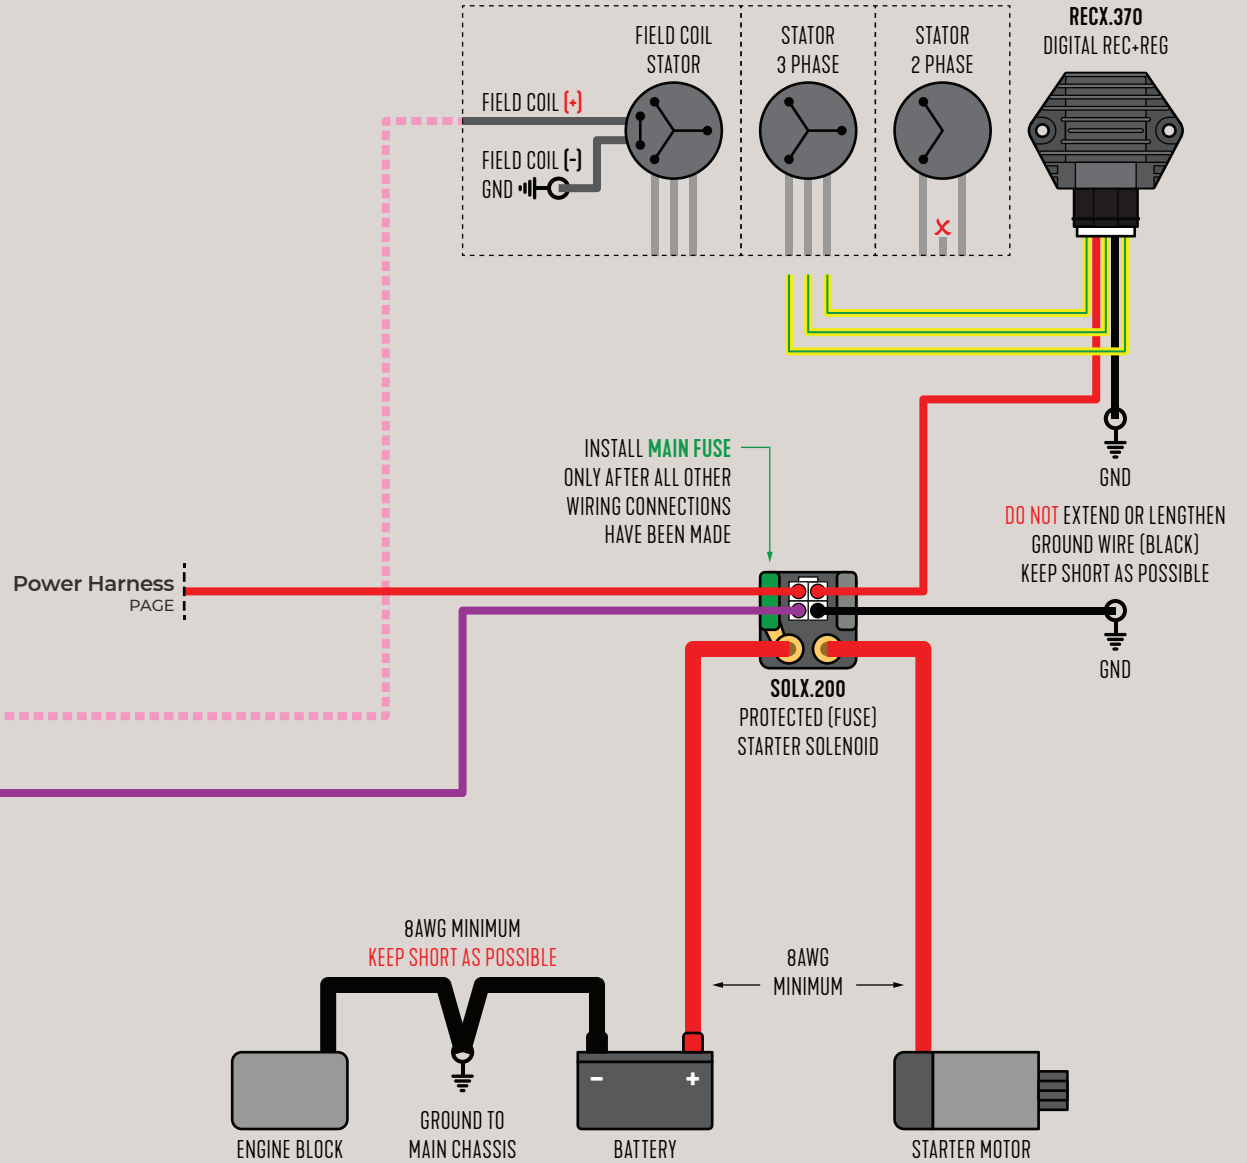 FIELD COIL
STATOR
STATOR
3 PHASE
STATOR
2 PHASE
RECX.370
DIGITAL REC+REG
FIELD COIL (+)
FIELD COIL (-)
GND
X
GND
DO NOT EXTEND OR LENGTHEN
GROUND WIRE (BLACK)
KEEP SHORT AS POSSIBLE
INSTALL MAIN FUSE
ONLY AFTER ALL OTHER
WIRING CONNECTIONS
HAVE BEEN MADE
Power Harness
PAGE
GND
SOLX.200
PROTECTED (FUSE)
STARTER SOLENOID
8AWG MINIMUM
KEEP SHORT AS POSSIBLE
8AWG
MINIMUM
- +
ENGINE BLOCK
GROUND TO
MAIN CHASSIS
BATTERY
STARTER MOTOR